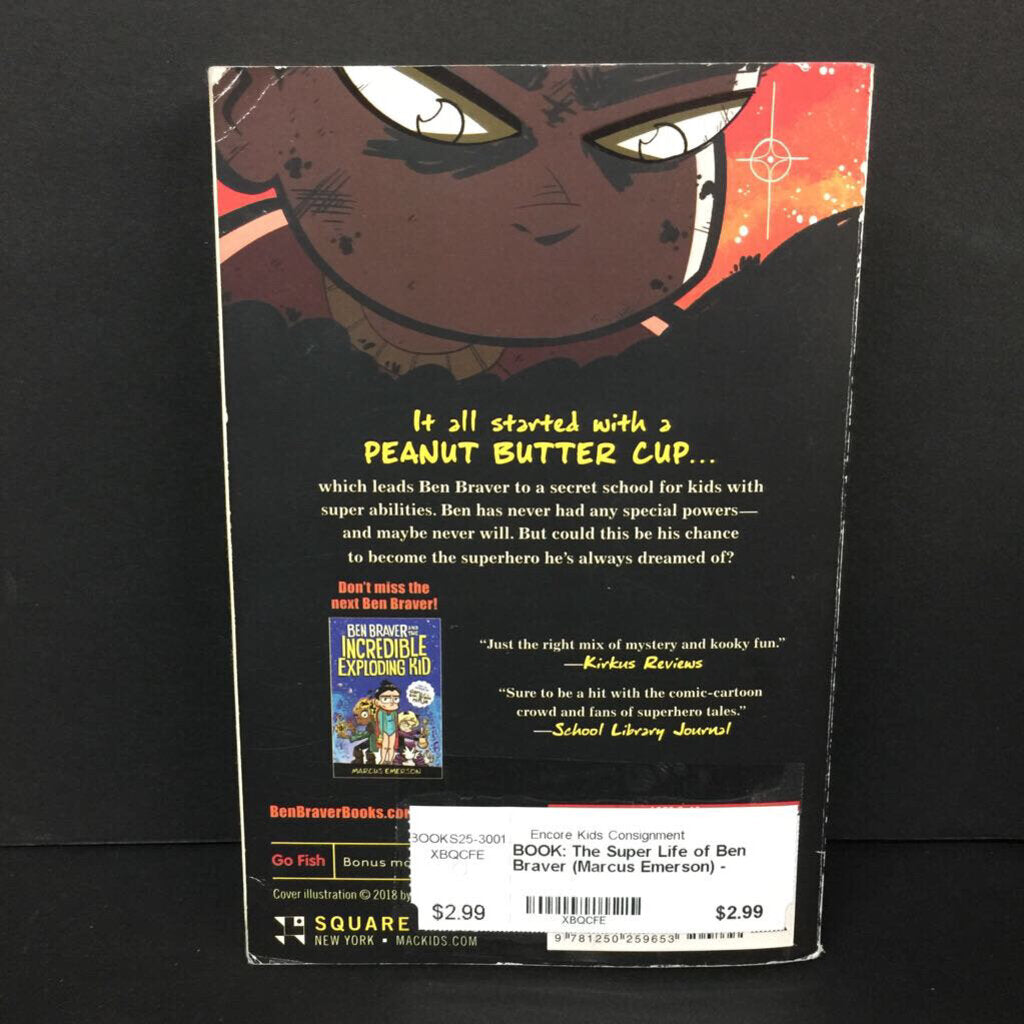 It all started with a
PEANUT BUTTER CUP...
which leads Ben Braver to a secret school for kids with
super abilities. Ben has never had any special powers—
and maybe never will. But could this be his chance
to become the superhero he's always dreamed of?
Don't miss the
next Ben Braver!
BEN BRAVER AND THE
INCREDIBLE
EXPLODING KID
MARCUS EMERSON
"Just the right mix of mystery and kooky fun."
—Kirkus Reviews
"Sure to be a hit with the comic-cartoon
crowd and fans of superhero tales."
—School Library Journal
BenBraverBooks.co
Go Fish
Bonus mo
Cover illustration © 2018 by
SQUARE
NEW YORK ▪ MACKIDS.COM
BOOKS25-3001
XBQCFE
$2.99
Encore Kids Consignment
BOOK: The Super Life of Ben
Braver (Marcus Emerson) -
XBQCFE
$2.99
9 781250 259653